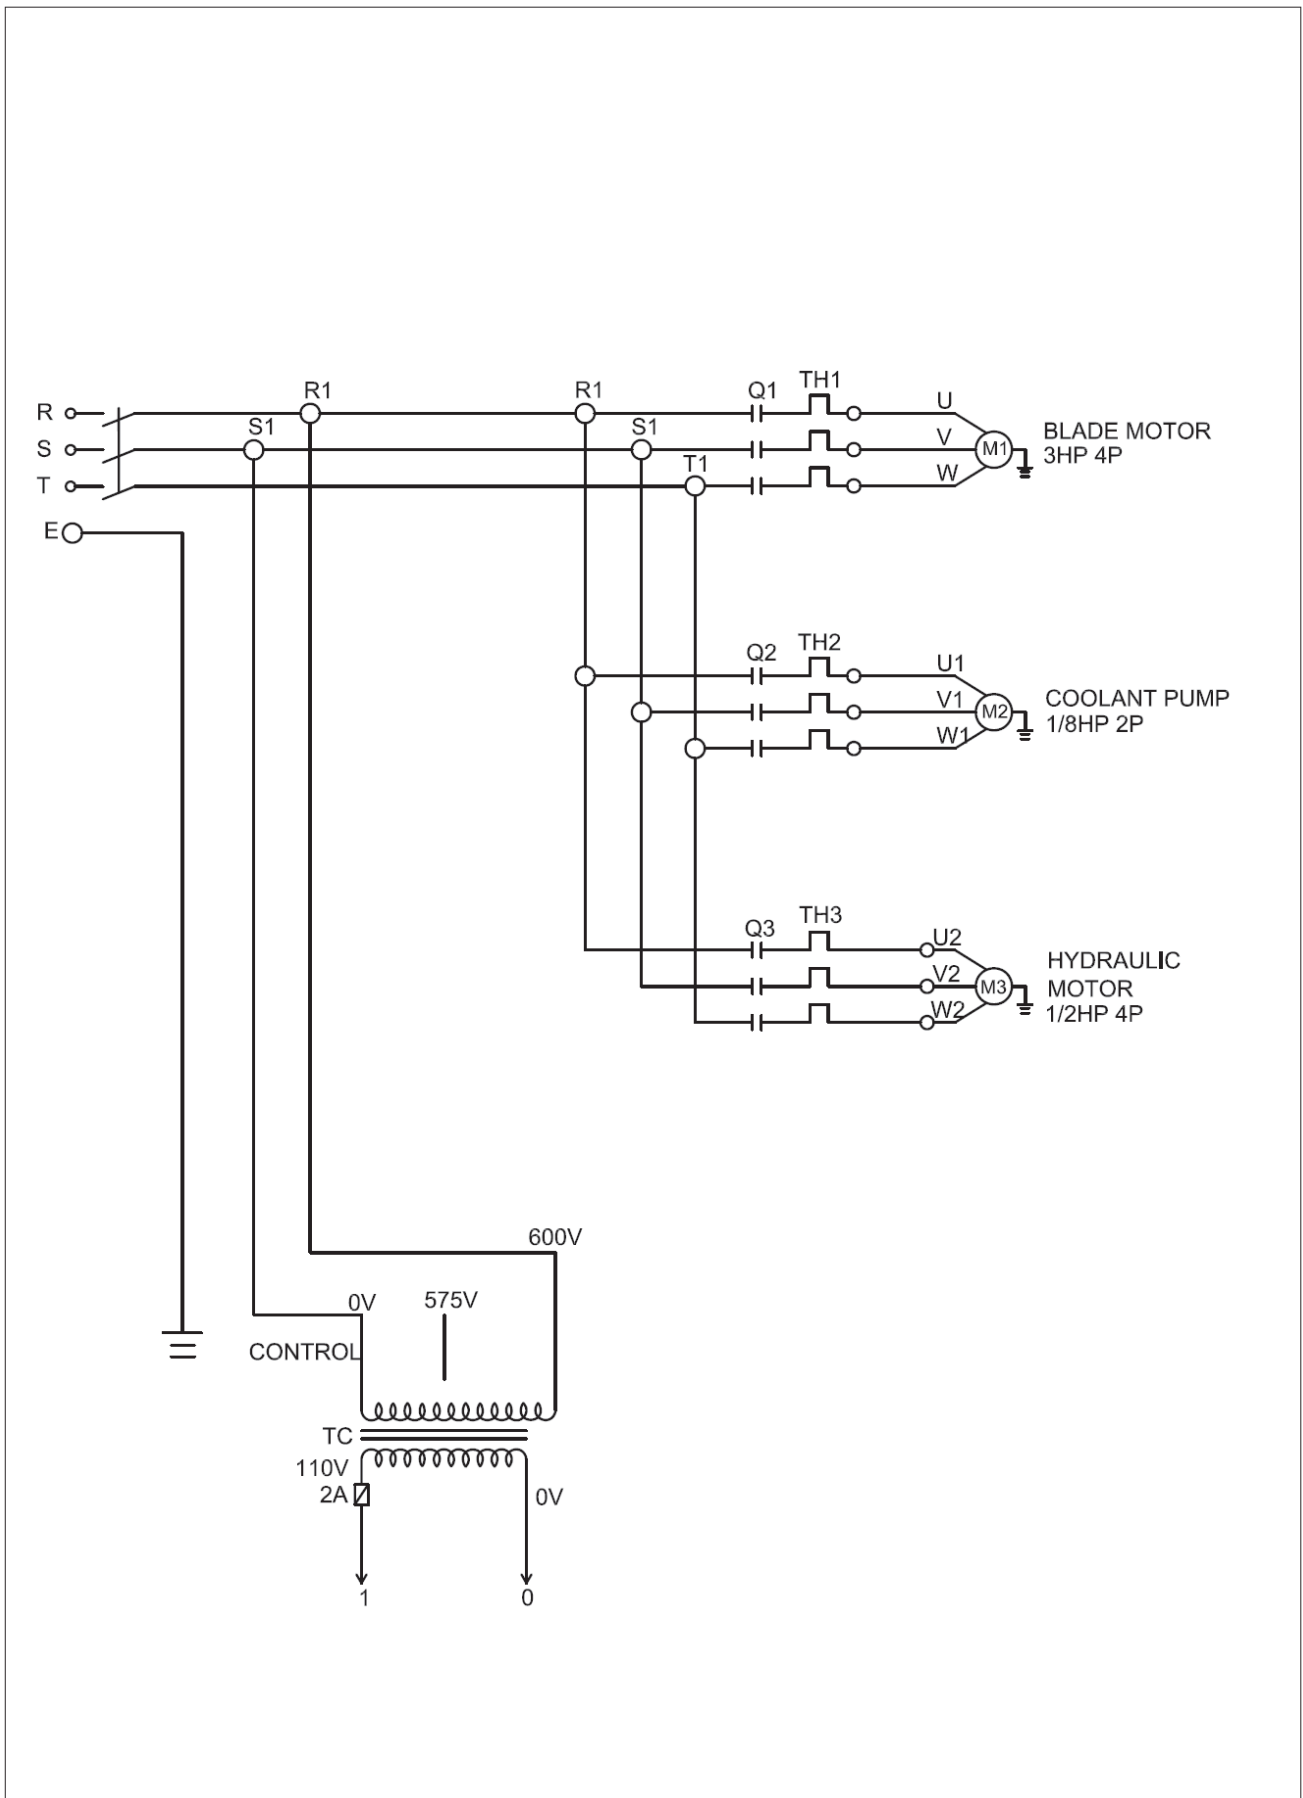 R1
R1
Q1
TH1
R
U
BLADE MOTOR
3HP 4P
S1
S1
S
V
M1
T1
T
W
E
Q2
TH2
U1
COOLANT PUMP
1/8HP 2P
V1
M2
W1
Q3
TH3
U2
HYDRAULIC
MOTOR
1/2HP 4P
V2
M3
W2
600V
0V
575V
CONTROL
TC
110V
2A
0V
1
0